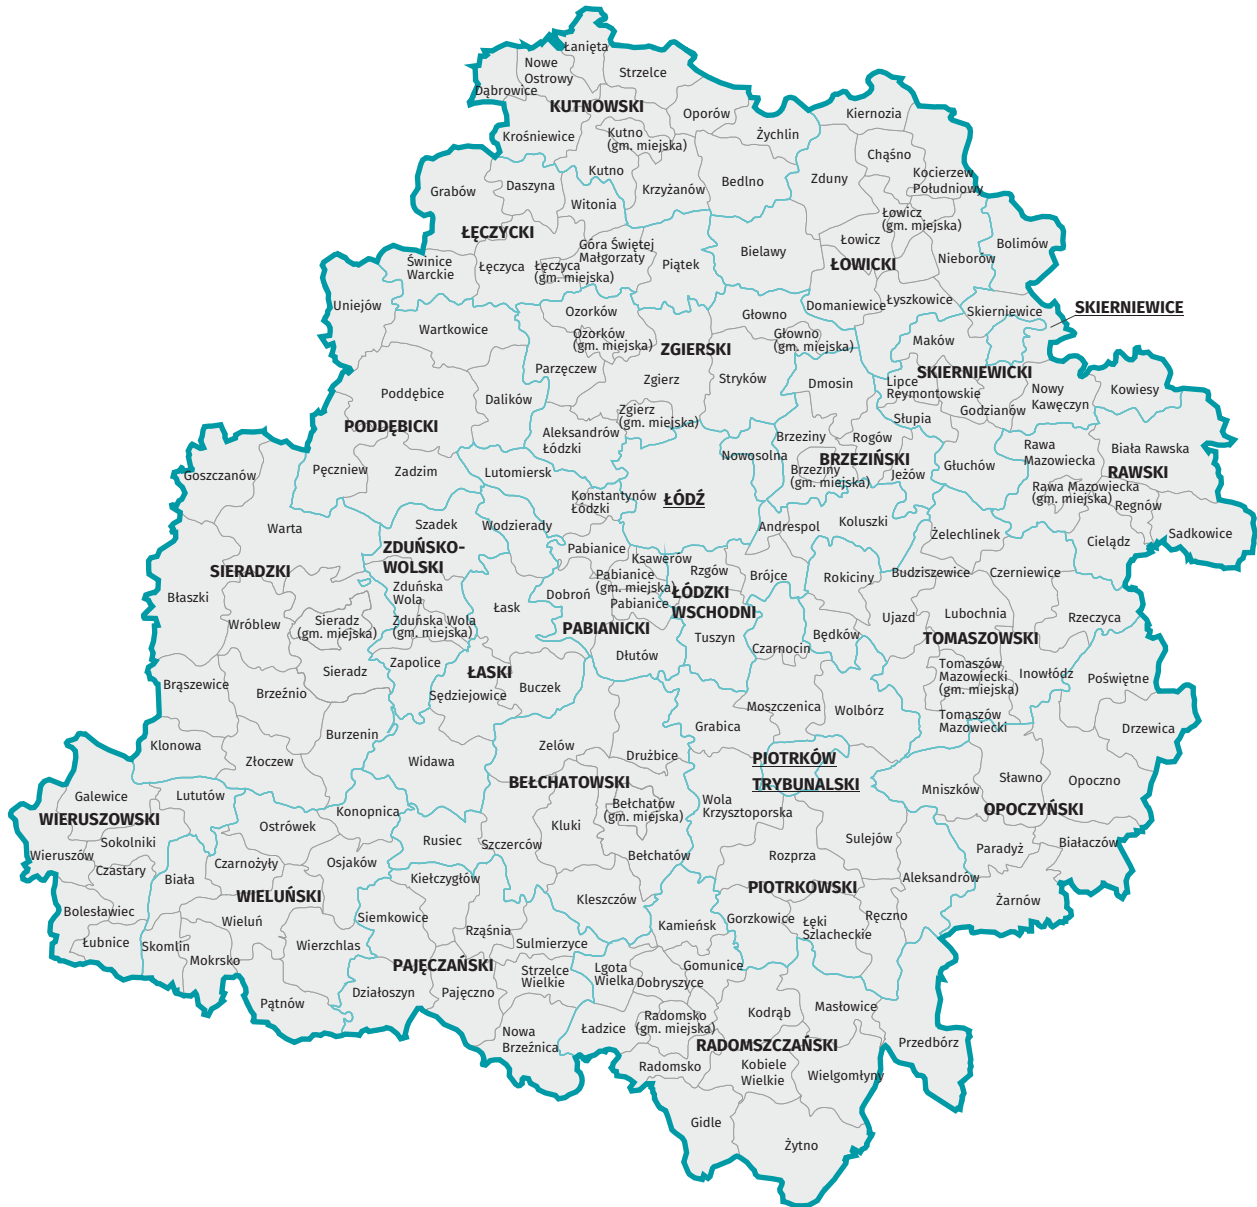 Łanięta
Nowe
Ostrowy
Strzelce
Dąbrowice
KUTNOWSKI
Oporów
Kiernozia
Krośniewice
Kutno
(gm. miejska)
Żychlin
Chąśno
Kocierzew
Południowy
Grabów
Daszyna
Kutno
Krzyżanów
Bedlno
Zduny
Witonia
Łowicz
(gm. miejska)
ŁĘCZYCKI
Góra Świętej
Małgorzaty
Łowicz
Bolimów
Świnice
Warckie
Łęczyca
Łęczyca
(gm. miejska)
Piątek
Bielawy
ŁOWICKI
Nieborów
Uniejów
Ozorków
Głowno
Domaniewice
Łyszkowice
Skierniewice
SKIERNIEWICE
Wartkowice
Ozorków
(gm. miejska)
ZGIERSKI
Głowno
(gm. miejska)
Maków
Parzęczew
Zgierz
Stryków
Dmosin
SKIERNIEWICKI
Lipce
Reymontowskie
Nowy
Kawęczyn
Kowiesy
Poddębice
Dalików
Zgierz
(gm. miejska)
Słupia
Godzianów
PODDĘBICKI
Aleksandrów
Łódzki
Brzeziny
Rogów
Rawa
Mazowiecka
Biała Rawska
Goszczanów
Pęczniew
Zadzim
Lutomiersk
Nowosolna
BRZEZIŃSKI
Brzeziny
(gm. miejska)
Jeżów
Głuchów
RAWSKI
Rawa Mazowiecka
(gm. miejska)
Regnów
Konstantynów
Łódzki
ŁÓDŹ
Warta
Szadek
Wodzierady
Andrespol
Koluszki
Żelechlinek
Cielądz
Sadkowice
ZDUŃSKO-
WOLSKI
Pabianice
Ksawerów
Rzgów
SIERADZKI
Zduńska
Wola
Pabianice
(gm. miejska)
Brójce
Rokiciny
Budziszewice
Czerniewice
Błaszki
Łask
Dobroń
Pabianice
ŁÓDZKI
WSCHODNI
Wróblew
Sieradz
(gm. miejska)
Zduńska Wola
(gm. miejska)
PABIANICKI
Tuszyn
Czarnocin
Będków
Ujazd
Lubochnia
Rzeczyca
TOMASZOWSKI
Zapolice
Dłutów
Sieradz
ŁASKI
Tomaszów
Mazowiecki
(gm. miejska)
Inowłódz
Poświętne
Brąszewice
Brzeźnio
Sędziejowice
Buczek
Moszczenica
Wolbórz
Tomaszów
Mazowiecki
Drzewica
Burzenin
Grabica
Klonowa
Złoczew
Widawa
Zelów
Drużbice
PIOTRKÓW
TRYBUNALSKI
BEŁCHATOWSKI
Mniszków
Sławno
Opoczno
Galewice
Lututów
Konopnica
Bełchatów
(gm. miejska)
Wola
Krzysztoporska
OPOCZYŃSKI
WIERUSZOWSKI
Ostrówek
Kluki
Sokolniki
Rusiec
Szczerców
Sulejów
Paradyż
Białaczów
Wieruszów
Czastary
Czarnożyły
Osjaków
Bełchatów
Rozprza
Biała
Kiełczygłów
Aleksandrów
WIELUŃSKI
Kleszczów
PIOTRKOWSKI
Żarnów
Bolesławiec
Wieluń
Siemkowice
Rząśnia
Kamieńsk
Gorzkowice
Łęki
Szlacheckie
Ręczno
Łubnice
Skomlin
Mokrsko
Wierzchlas
Sulmierzyce
PAJĘCZAŃSKI
Strzelce
Wielkie
Lgota
Wielka
Gomunice
Dobryszyce
Pątnów
Działoszyn
Pajęczno
Masłowice
Kodrąb
Radomsko
(gm. miejska)
Nowa
Brzeźnica
Ładzice
RADOMSZCZAŃSKI
Przedbórz
Radomsko
Kobiele
Wielkie
Wielgomłyny
Gidle
Żytno